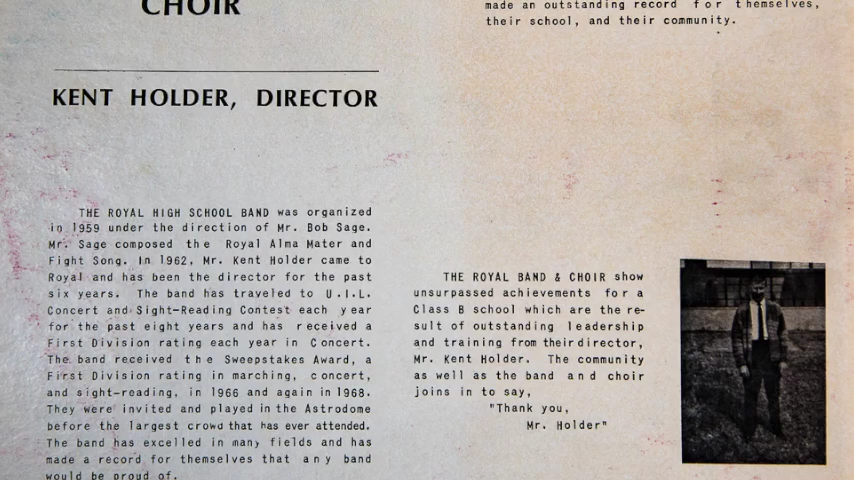 CHOIR
KENT HOLDER, DIRECTOR
THE ROYAL HIGH SCHOOL BAND was organized
in 1959 under the direction of Mr. Bob Sage.
Mr. Sage composed the Royal Alma Mater and
Fight Song. In 1962, Mr. Kent Holder came to
Royal and has been the director for the past
six years. The band has traveled to U.I.L.
Concert and Sight-Reading Contest each year
for the past eight years and has received a
First Division rating each year in Concert.
The band received the Sweepstakes Award, a
First Division rating in marching, concert,
and sight-reading, in 1966 and again in 1968.
They were invited and played in the Astrodome
before the largest crowd that has ever attended.
The band has excelled in many fields and has
made a record for themselves that any band
would be proud of.
made an outstanding record for themselves,
their school, and their community.
THE ROYAL BAND & CHOIR show
unsurpassed achievements for a
Class B school which are the re-
sult of outstanding leadership
and training from their director,
Mr. Kent Holder. The community
as well as the band and choir
joins in to say,
"Thank you,
Mr. Holder"